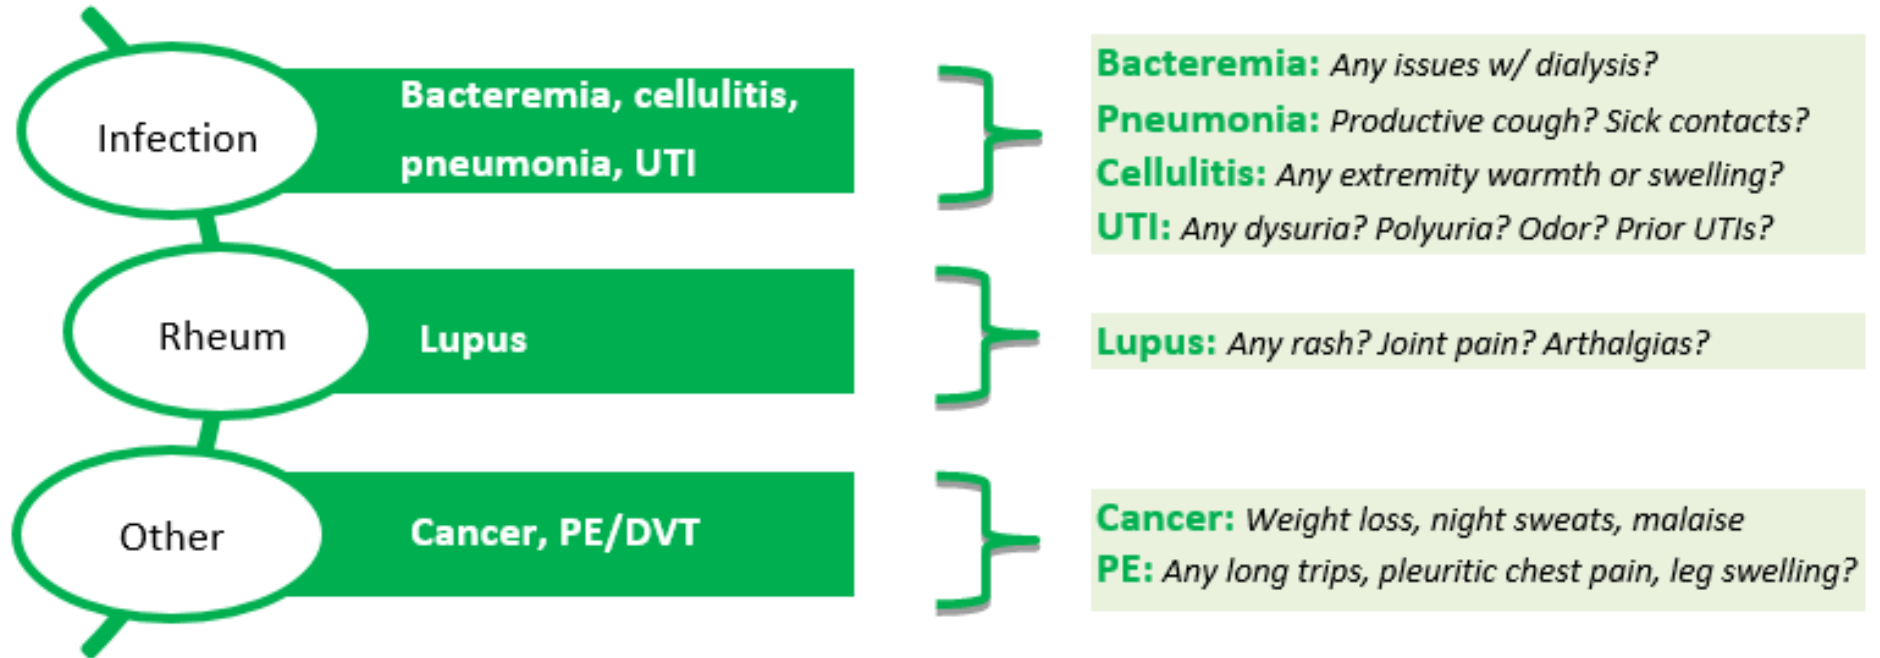 Infection
Bacteremia, cellulitis,
pneumonia, UTI
Bacteremia: Any issues w/ dialysis?
Pneumonia: Productive cough? Sick contacts?
Cellulitis: Any extremity warmth or swelling?
UTI: Any dysuria? Polyuria? Odor? Prior UTIs?
Rheum
Lupus
Lupus: Any rash? Joint pain? Arthalgias?
Other
Cancer, PE/DVT
Cancer: Weight loss, night sweats, malaise
PE: Any long trips, pleuritic chest pain, leg swelling?